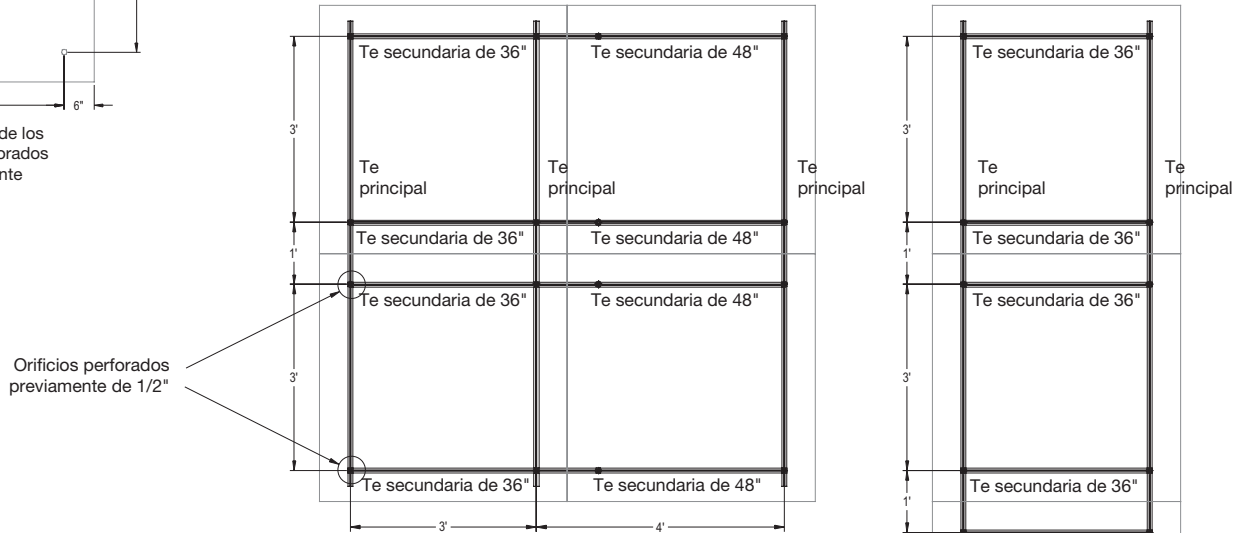 6"
de los
orados
nte
Te secundaria de 36"
Te secundaria de 48"
3'
Te
principal
Te
principal
Te
principal
Te secundaria de 36"
Te secundaria de 48"
1'
Te secundaria de 36"
Te secundaria de 48"
Orificios perforados
previamente de 1/2"
3'
Te secundaria de 36"
Te secundaria de 48"
3'
4'
Te secundaria de 36"
3'
Te
principal
Te
principal
Te secundaria de 36"
1'
Te secundaria de 36"
3'
Te secundaria de 36"
1'